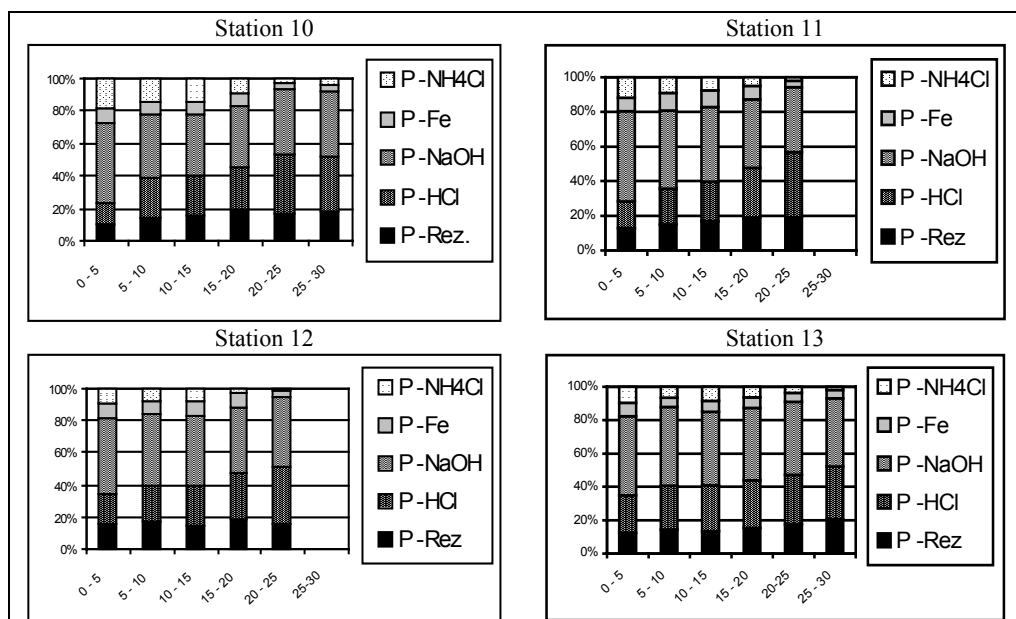 Station 10
100%
80%
60%
40%
20%
0%
0 - 5
5 - 10
10 - 15
15 - 20
20 - 25
25 - 30
P -NH4Cl
P -Fe
P -NaOH
P -HCl
P -Rez.
Station 11
100%
80%
60%
40%
20%
0%
0 - 5
5 - 10
10 - 15
15 - 20
20 - 25
25-30
P -NH4Cl
P -Fe
P -NaOH
P -HCl
P -Rez
Station 12
100%
80%
60%
40%
20%
0%
0 - 5
5 - 10
10 - 15
15 - 20
20 - 25
25-30
P -NH4Cl
P -Fe
P -NaOH
P -HCl
P -Rez
Station 13
100%
80%
60%
40%
20%
0%
0 - 5
5 - 10
10 - 15
15 - 20
20-25
25- 30
P -NH4Cl
P -Fe
P -NaOH
P -HCl
P -Rez